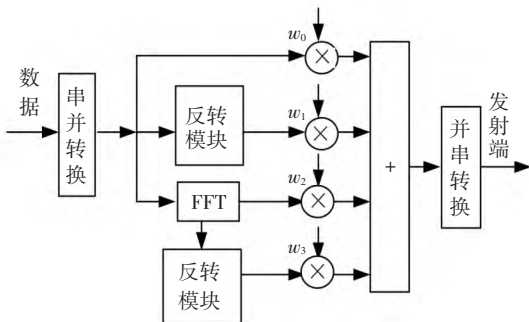 数据
串并转换
w₀
×
反转
模块
w₁
×
FFT
w₂
×
反转
模块
w₃
×
+
并串转换
发射端